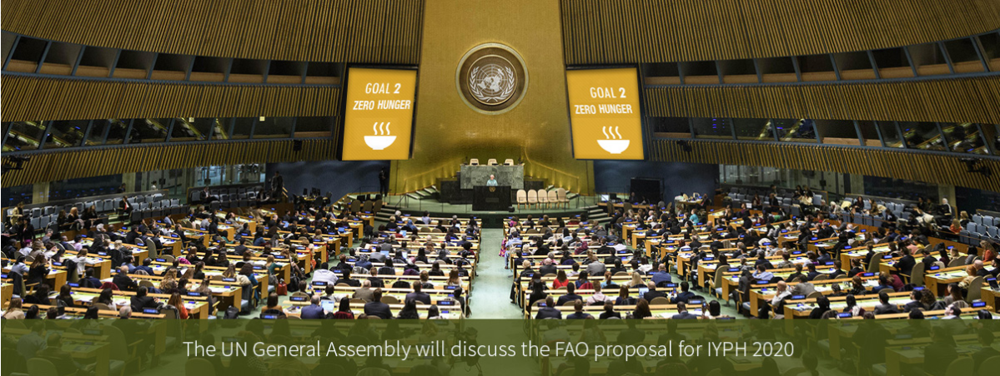 GOAL 2
ZERO HUNGER
GOAL 2
ZERO HUNGER
The UN General Assembly will discuss the FAO proposal for IYPH 2020